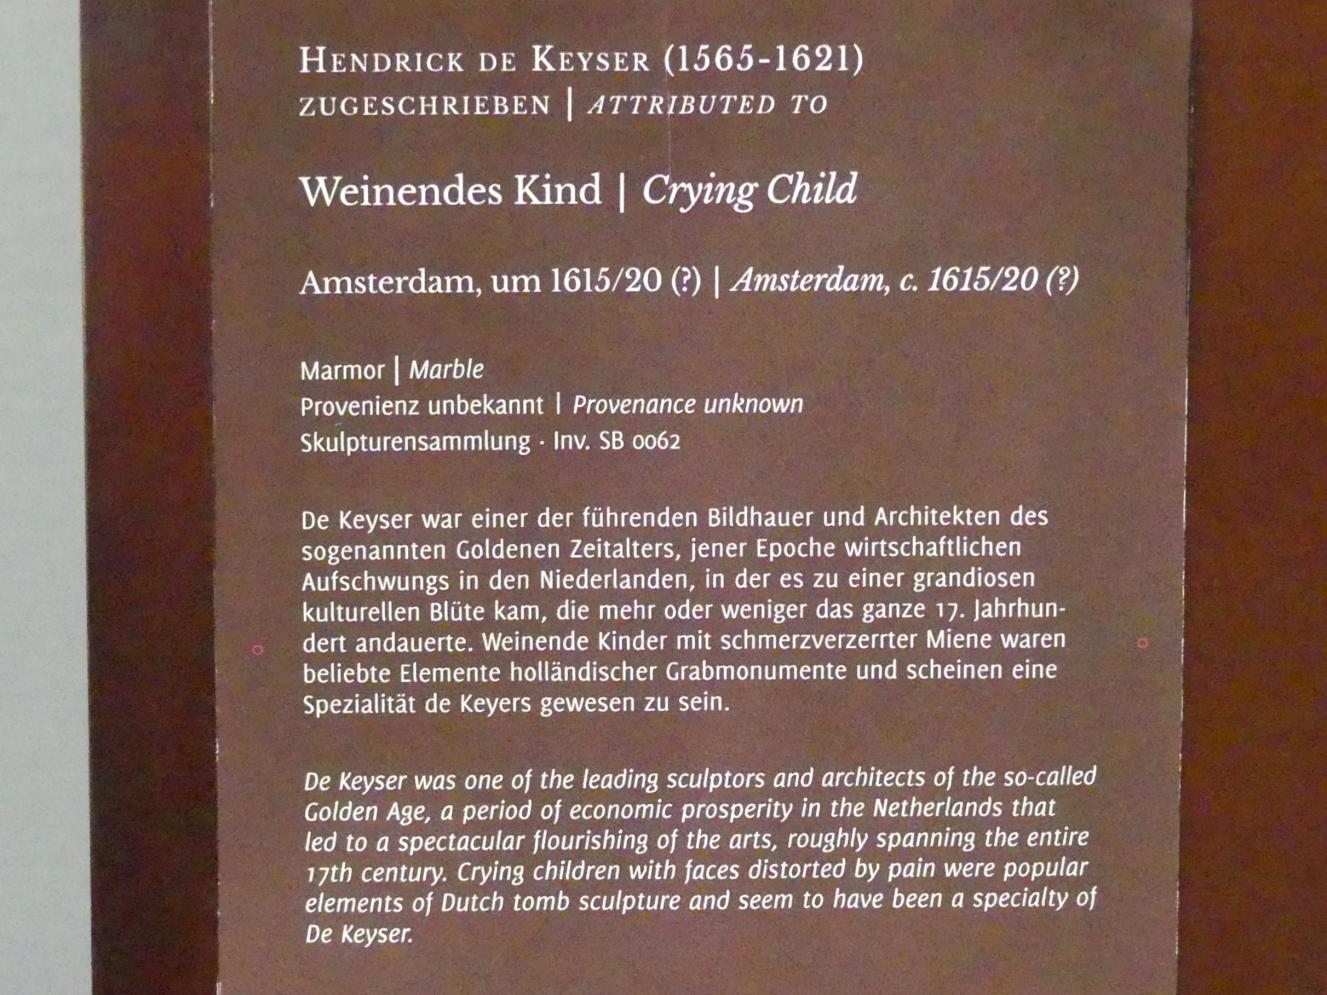 HENDRICK DE KEYSER (1565-1621)
ZUGESCHRIEBEN | ATTRIBUTED TO
Weinendes Kind | Crying Child
Amsterdam, um 1615/20 (?) | Amsterdam, c. 1615/20 (?)
Marmor | Marble
Provenienz unbekannt | Provenance unknown
Skulpturensammlung · Inv. SB 0062
De Keyser war einer der führenden Bildhauer und Architekten des
sogenannten Goldenen Zeitalters, jener Epoche wirtschaftlichen
Aufschwungs in den Niederlanden, in der es zu einer grandiosen
kulturellen Blüte kam, die mehr oder weniger das ganze 17. Jahrhun-
dert andauerte. Weinende Kinder mit schmerzverzerrter Miene waren
beliebte Elemente holländischer Grabmonumente und scheinen eine
Spezialität de Keyers gewesen zu sein.
De Keyser was one of the leading sculptors and architects of the so-called
Golden Age, a period of economic prosperity in the Netherlands that
led to a spectacular flourishing of the arts, roughly spanning the entire
17th century. Crying children with faces distorted by pain were popular
elements of Dutch tomb sculpture and seem to have been a specialty of
De Keyser.